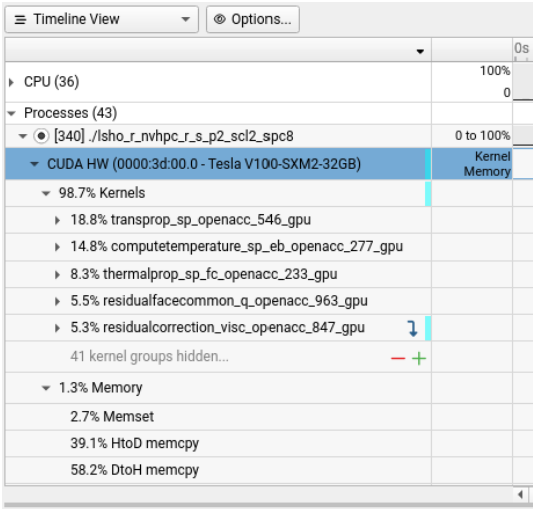 Timeline View
Options...
0s
CPU (36)
100%
0
Processes (43)
[340] ./lsho_r_nvhpc_r_s_p2_scl2_spc8
0 to 100%
CUDA HW (0000:3d:00.0 - Tesla V100-SXM2-32GB)
Kernel
Memory
98.7% Kernels
18.8% transprop_sp_openacc_546_gpu
14.8% computetemperature_sp_eb_openacc_277_gpu
8.3% thermalprop_sp_fc_openacc_233_gpu
5.5% residualfacecommon_q_openacc_963_gpu
5.3% residualcorrection_visc_openacc_847_gpu
41 kernel groups hidden...
1.3% Memory
2.7% Memset
39.1% HtoD memcpy
58.2% DtoH memcpy